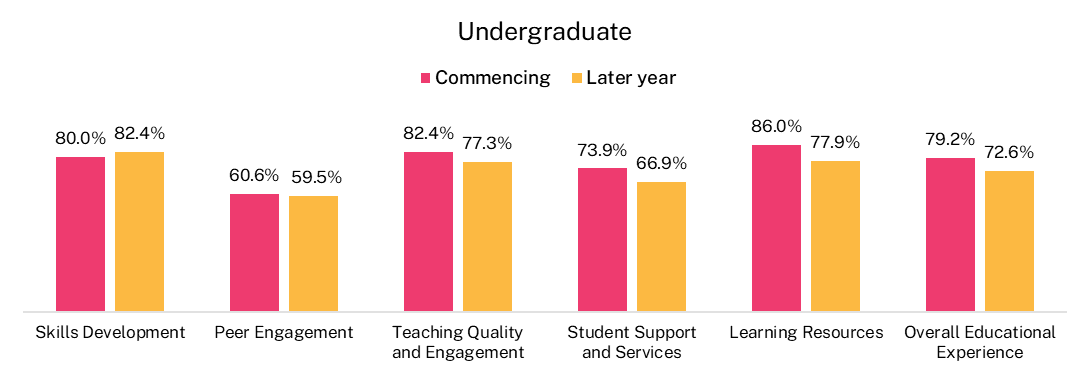 Undergraduate
Commencing Later year
80.0% 82.4% 60.6% 59.5% 82.4% 77.3% 73.9% 66.9% 86.0% 77.9% 79.2% 72.6%
Skills Development
Peer Engagement
Teaching Quality
and Engagement
Student Support
and Services
Learning Resources
Overall Educational
Experience